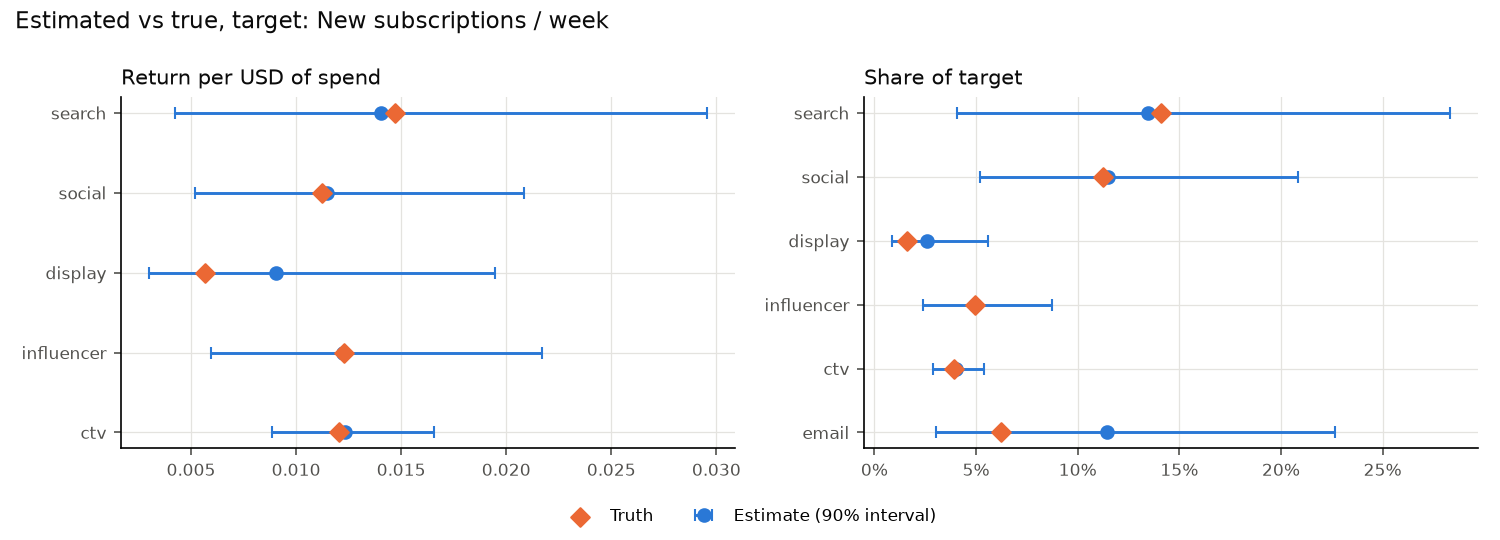 Estimated vs true, target: New subscriptions / week
Return per USD of spend
search
social
display
influencer
ctv
0.005 0.010 0.015 0.020 0.025 0.030
Share of target
search
social
display
influencer
ctv
email
0% 5% 10% 15% 20% 25%
Truth Estimate (90% interval)